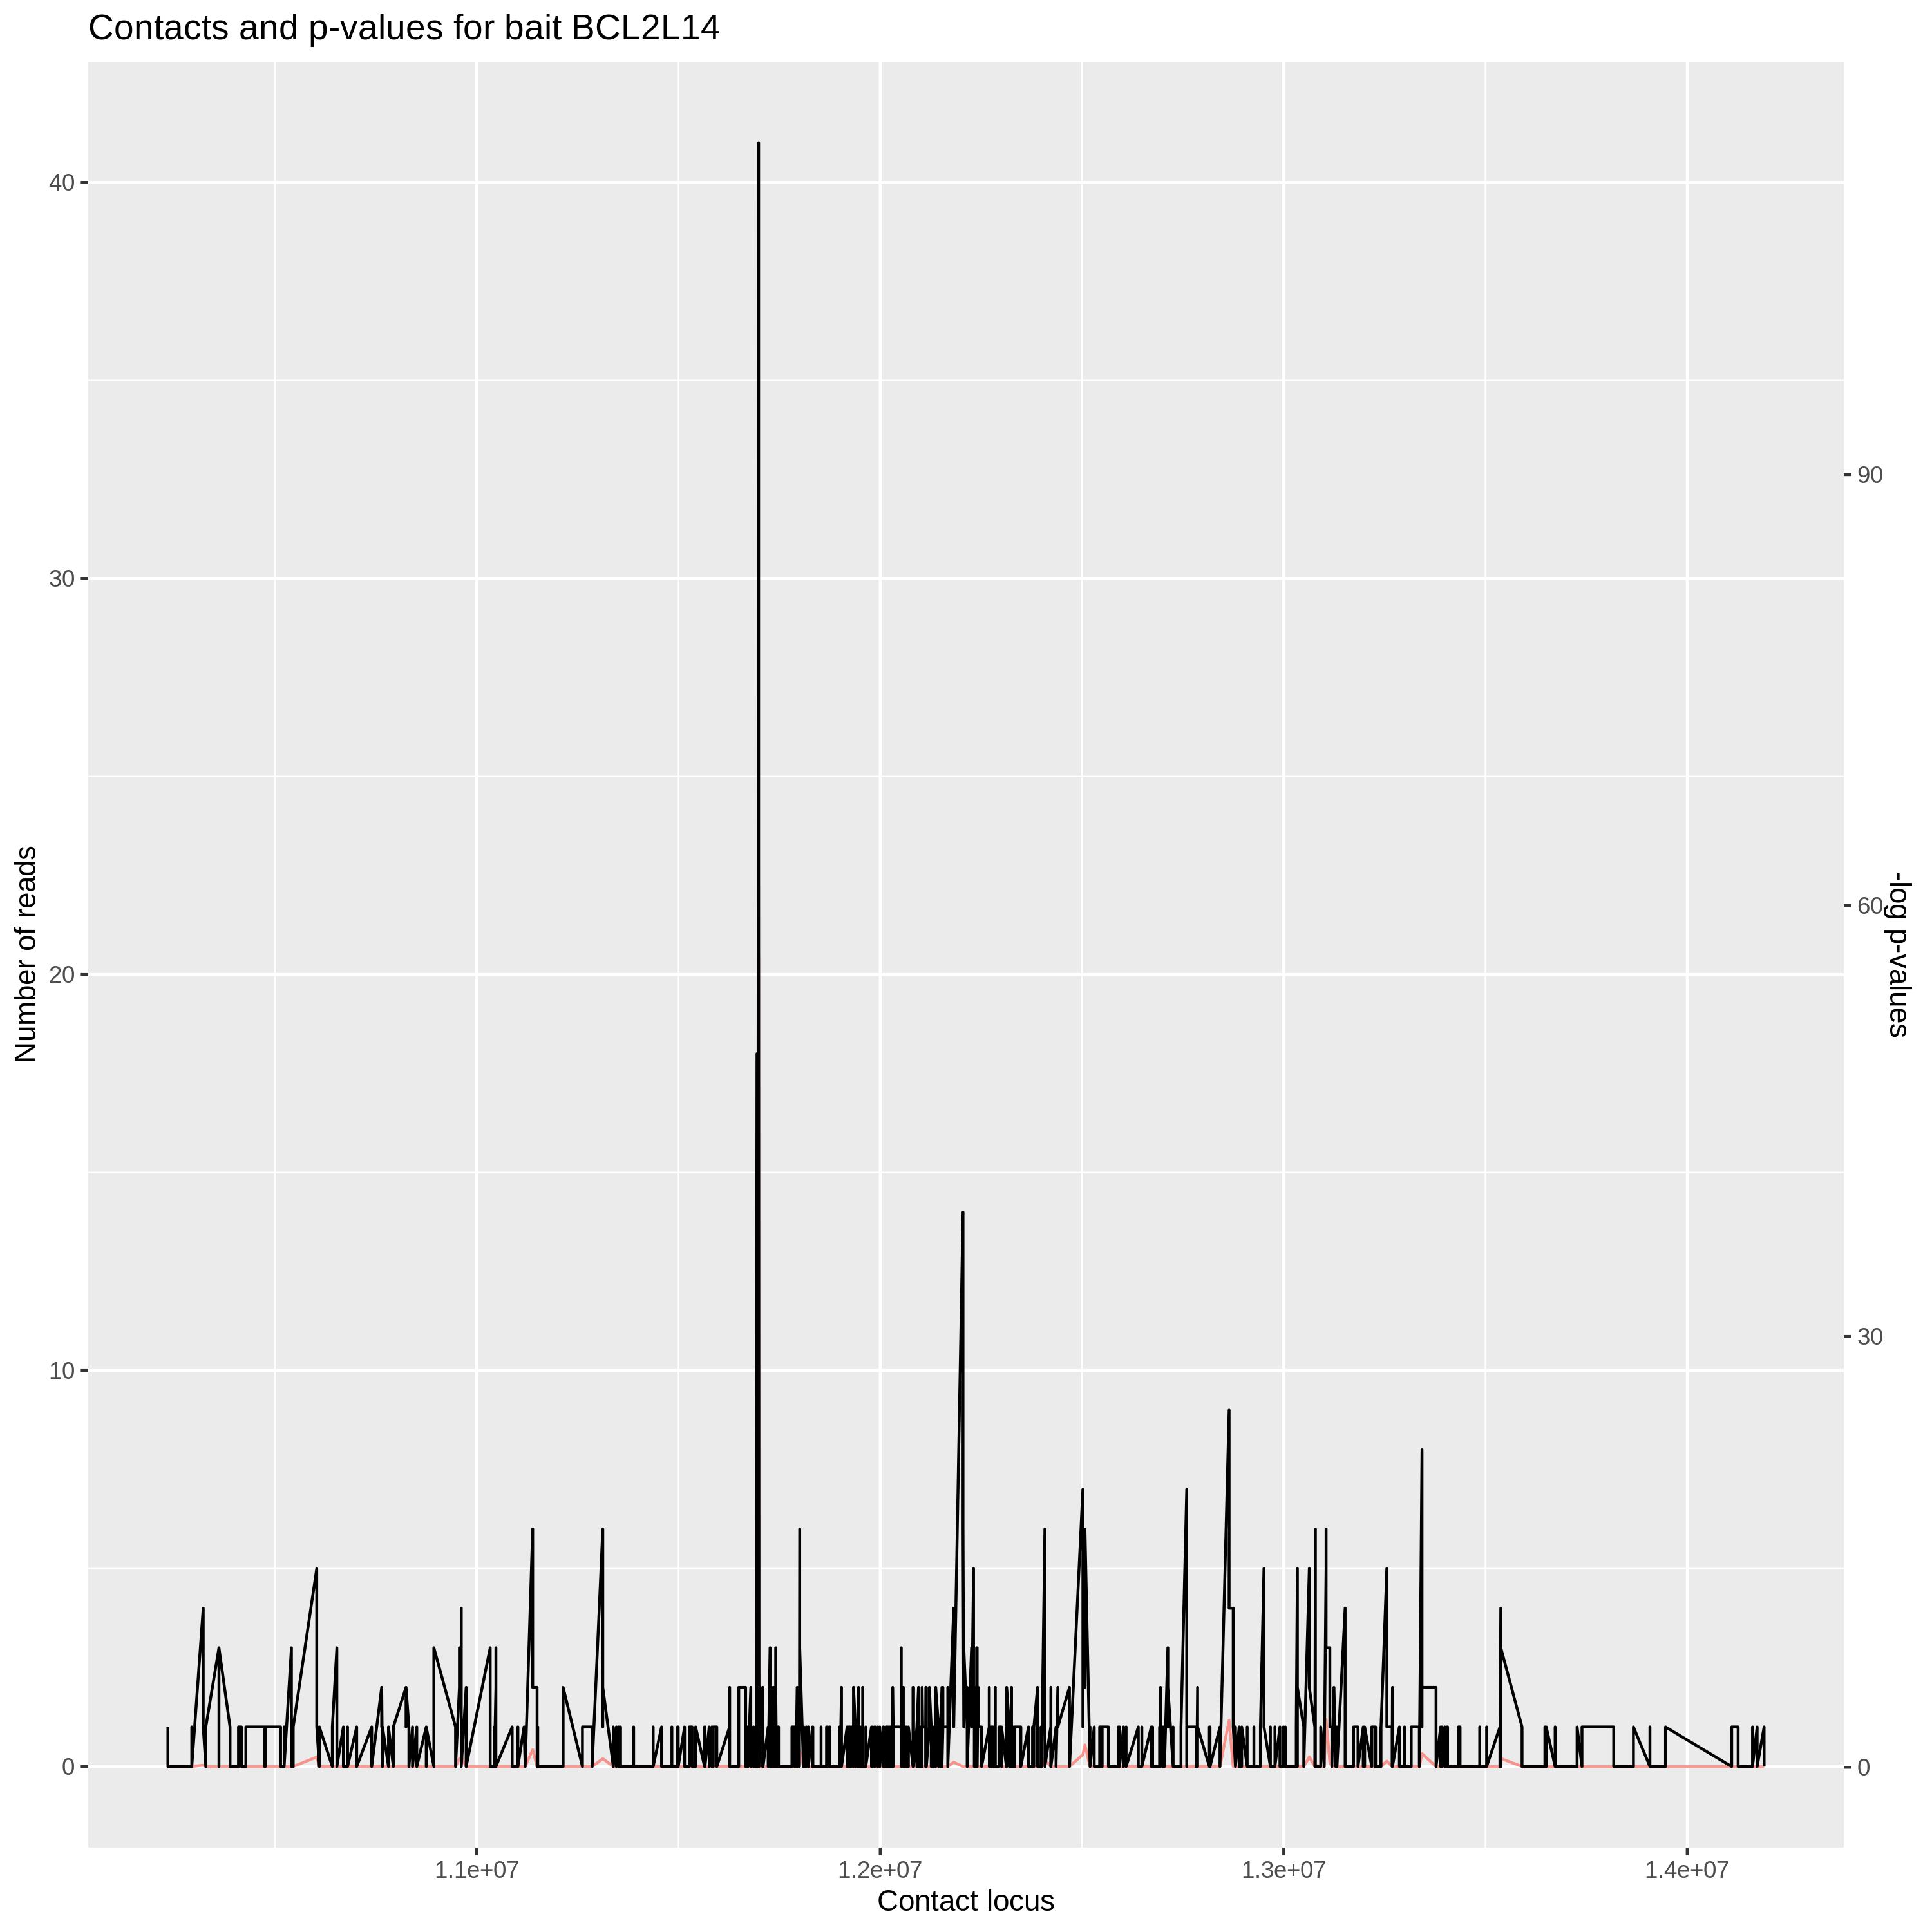 Contacts and p-values for bait BCL2L14
40
30
20
10
0
Number of reads
90
60
30
0
-log p-values
1.1e+07
1.2e+07
1.3e+07
1.4e+07
Contact locus